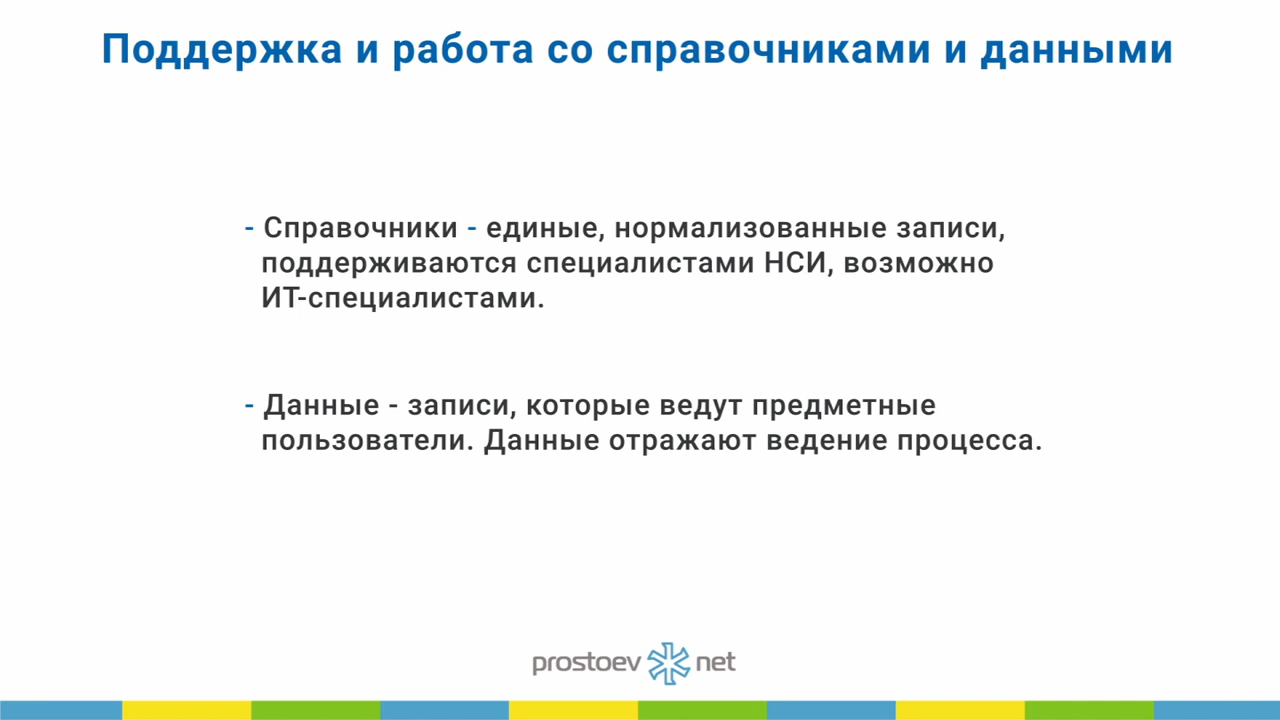 Поддержка и работа со справочниками и данными
- Справочники - единые, нормализованные записи,
поддерживаются специалистами НСИ, возможно
ИТ-специалистами.
- Данные - записи, которые ведут предметные
пользователи. Данные отражают ведение процесса.
prostoev net